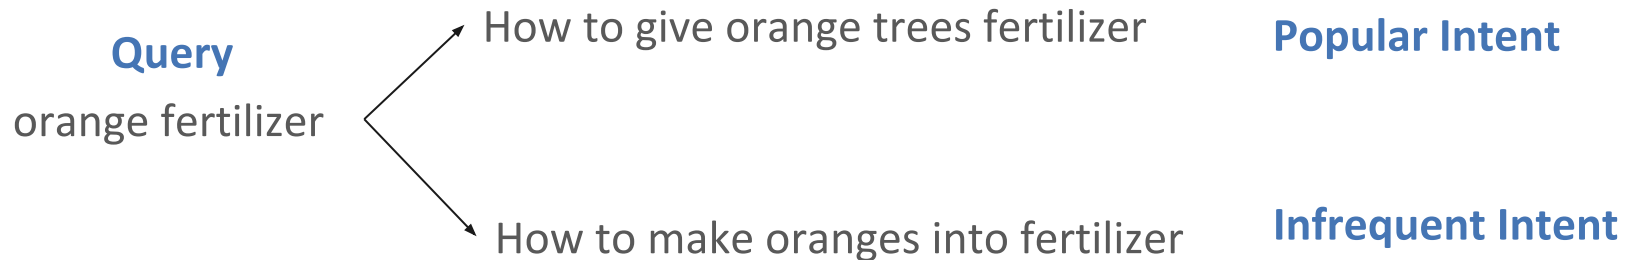 Query
orange fertilizer
How to give orange trees fertilizer
Popular Intent
How to make oranges into fertilizer
Infrequent Intent